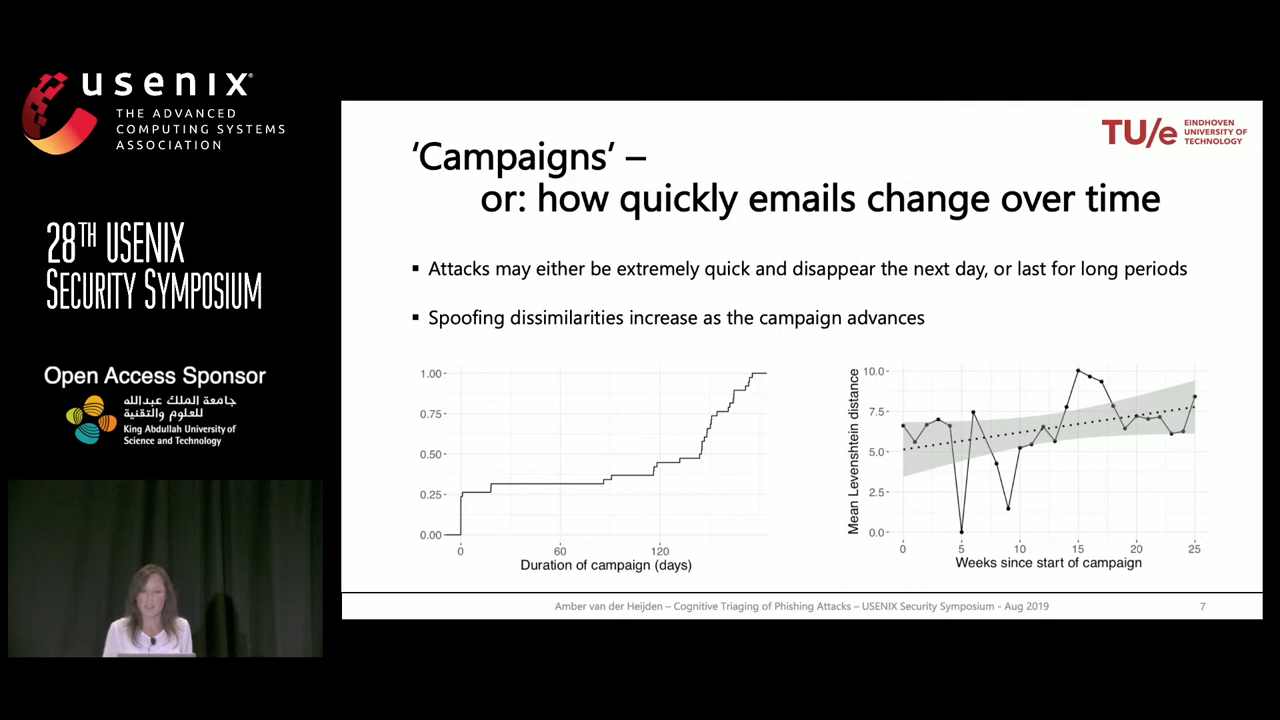 usenix®
THE ADVANCED
COMPUTING SYSTEMS
ASSOCIATION
28TH USENIX
SECURITY SYMPOSIUM
Open Access Sponsor
جامعة الملك عبدالله
للعلوم والتقنية
King Abdullah University of
Science and Technology
TU/e
EINDHOVEN
UNIVERSITY OF
TECHNOLOGY
‘Campaigns’ –
or: how quickly emails change over time
▪ Attacks may either be extremely quick and disappear the next day, or last for long periods
▪ Spoofing dissimilarities increase as the campaign advances
1.00
0.75
0.50
0.25
0.00
0 60 120
Duration of campaign (days)
Mean Levenshtein distance
10.0
7.5
5.0
2.5
0.0
0 5 10 15 20 25
Weeks since start of campaign
Amber van der Heijden – Cognitive Triaging of Phishing Attacks – USENIX Security Symposium - Aug 2019 7